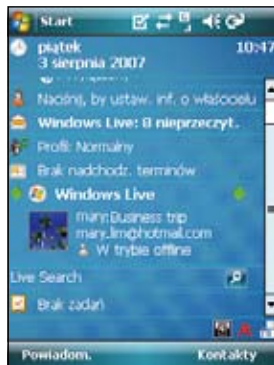 Start
piątek
10:47
3 sierpnia 2007
Naciśnij, by ustaw. inf. o właścicielu
Windows Live: 8 nieprzeczyt.
Profil: Normalny
Brak nadchodz. terminów
Windows Live
mary:Business trip
mary.lim@hotmail.com
W trybie offline
Live Search
Brak zadań
Powiadom.
Kontakty